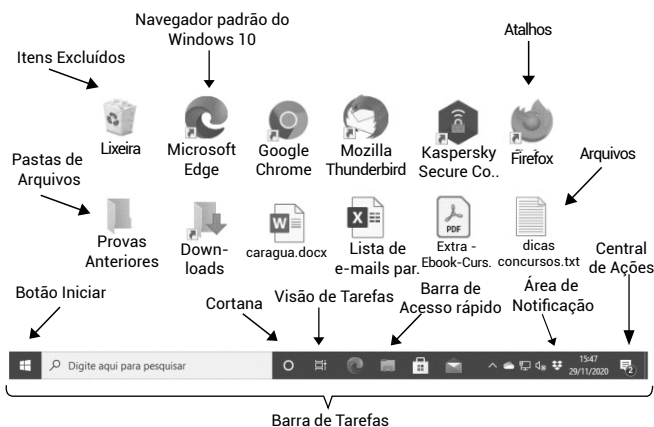 Navegador padrão do
Windows 10
Atalhos
Itens Excluídos
Lixeira
Microsoft
Edge
Google
Chrome
Mozilla
Thunderbird
Kaspersky
Secure Co..
Firefox
Pastas de
Arquivos
Arquivos
Provas
Anteriores
Down-
loads
W
caragua.docx
X
Lista de
e-mails par.
PDF
Extra -
Ebook-Curs.
dicas
concursos.txt
Central
de Ações
Botão Iniciar
Cortana
Visão de Tarefas
Barra de
Acesso rápido
Área de
Notificação
Digite aqui para pesquisar
15:47
29/11/2020
2
Barra de Tarefas